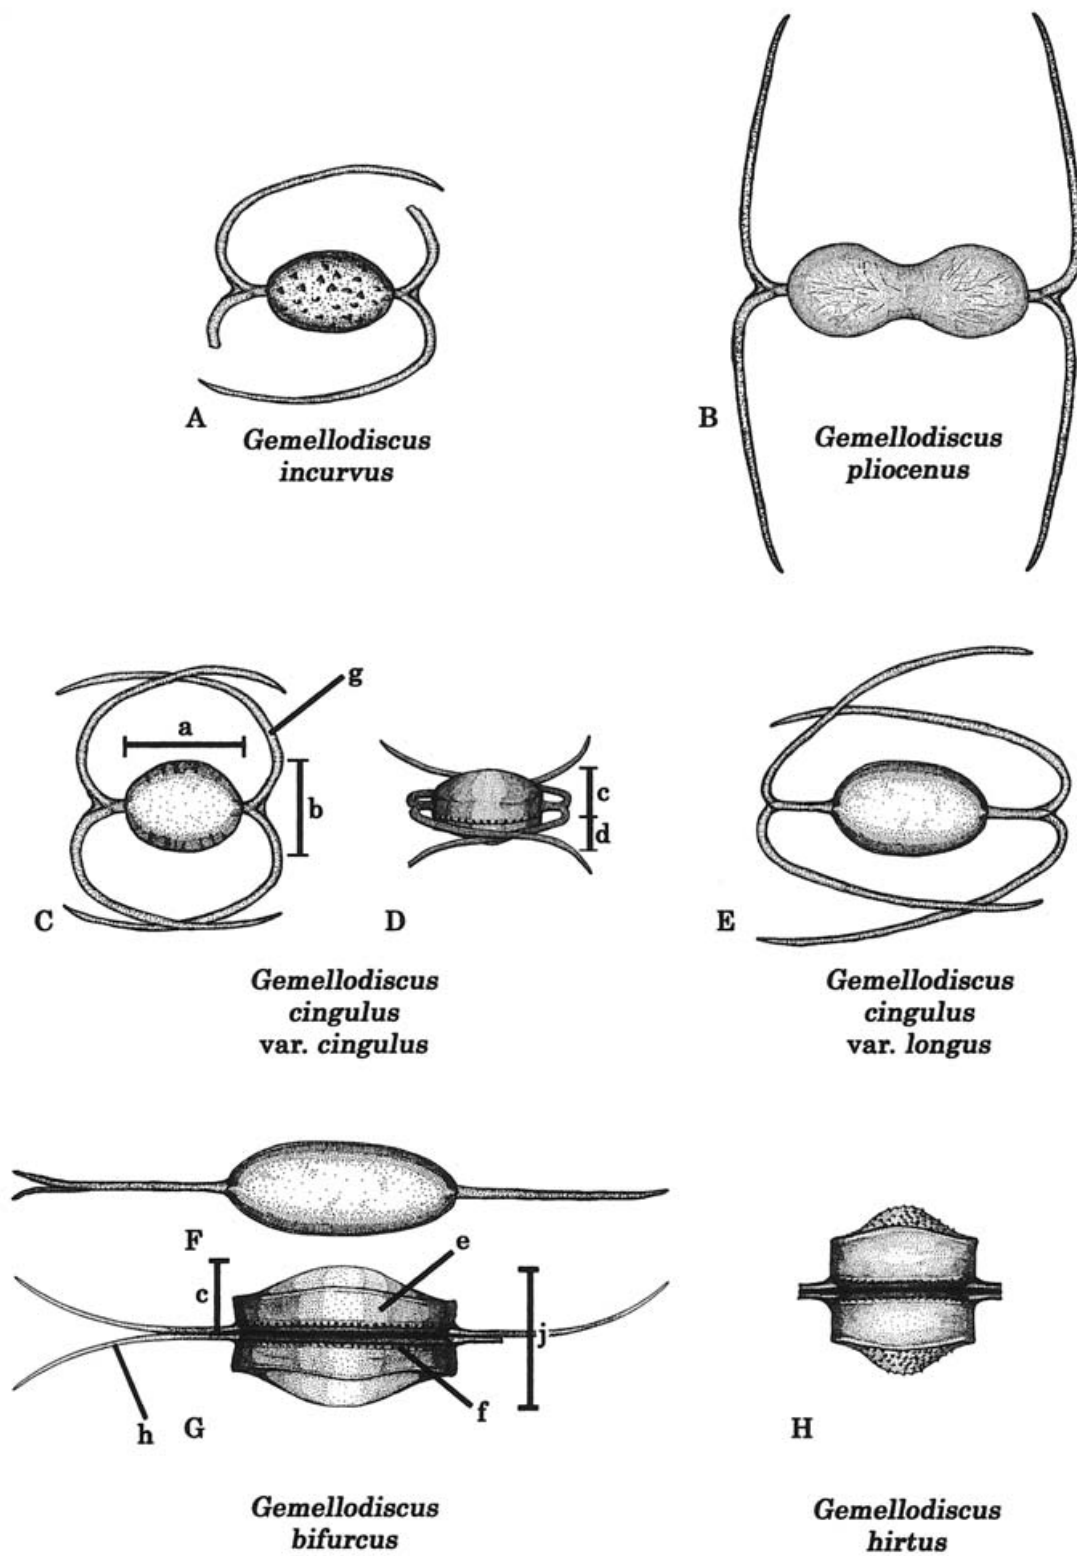 A
Gemellodiscus
incurvus
B
Gemellodiscus
pliocenus
g
a
b
c
d
C
D
E
Gemellodiscus
cingulus
var. cingulus
Gemellodiscus
cingulus
var. longus
F
e
c
j
f
h
G
H
Gemellodiscus
bifurcus
Gemellodiscus
hirtus